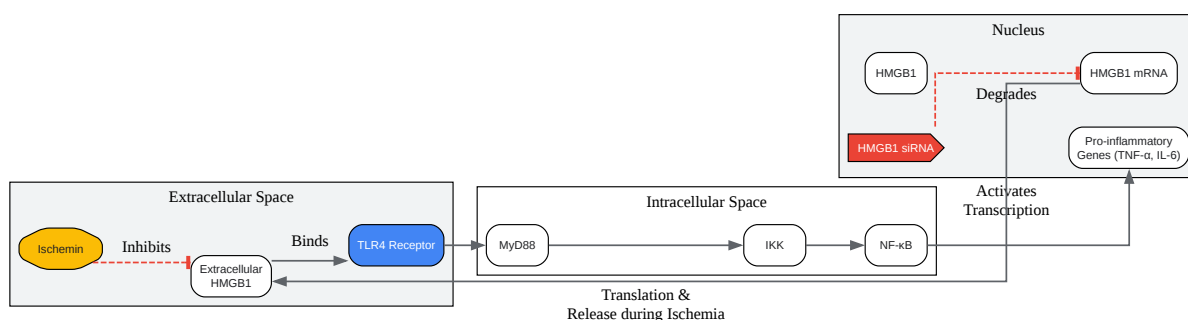 Nucleus
HMGB1
HMGB1 mRNA
Degrades
HMGB1 siRNA
Pro-inflammatory
Genes (TNF-α, IL-6)
Extracellular Space
Ischemin
Inhibits
Extracellular
HMGB1
Binds
TLR4 Receptor
Intracellular Space
MyD88
IKK
NF-κB
Activates
Transcription
Translation &
Release during Ischemia